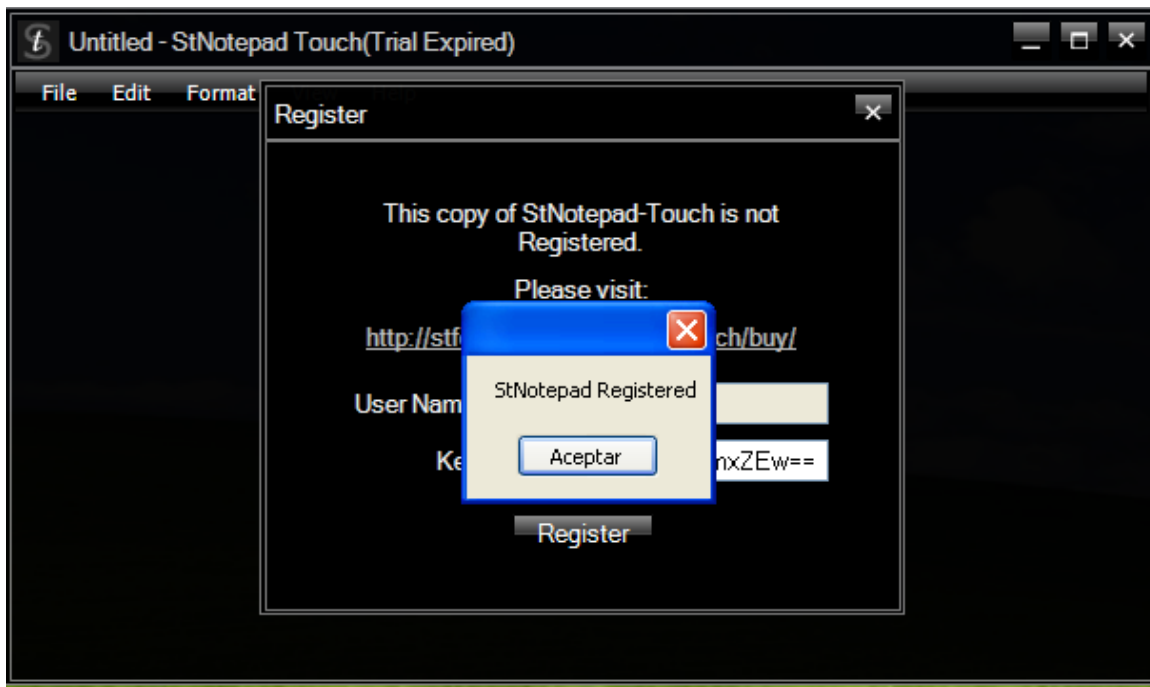 Untitled - StNotepad Touch(Trial Expired)
File Edit Format
Register
This copy of StNotepad-Touch is not
Registered.
Please visit:
http://stf ch/buy/
StNotepad Registered
User Nam
Aceptar
Ke nxZEw==
Register